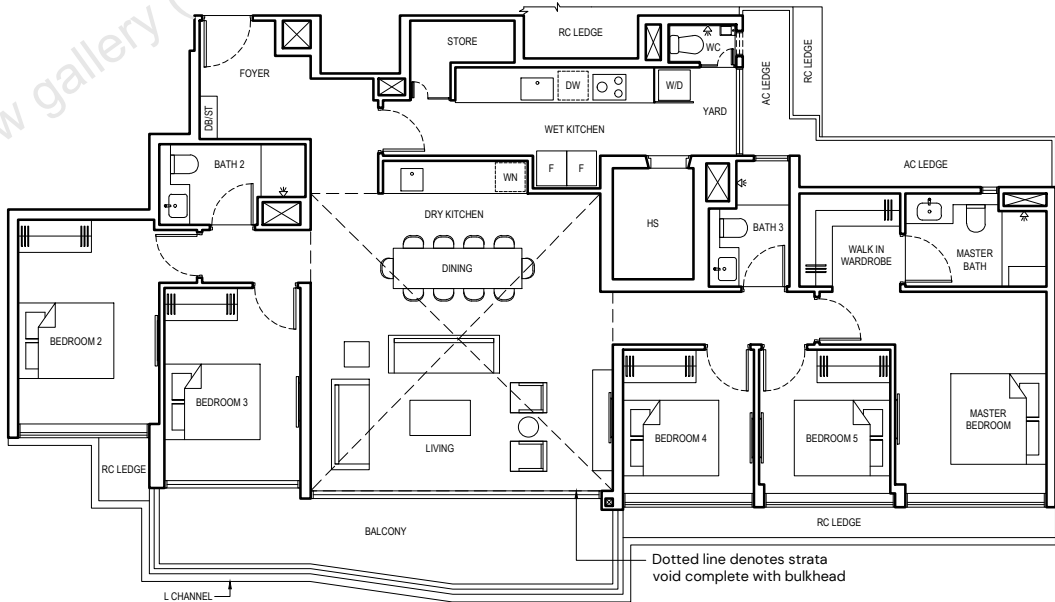 w gallery (
STORE
RC LEDGE
WC
FOYER
DW
W/D
YARD
AC LEDGE
RC LEDGE
DB/ST
WET KITCHEN
BATH 2
F
F
AC LEDGE
WN
DRY KITCHEN
HS
BATH 3
WALK IN
WARDROBE
MASTER
BATH
DINING
BEDROOM 2
BEDROOM 3
LIVING
BEDROOM 4
BEDROOM 5
MASTER
BEDROOM
RC LEDGE
BALCONY
RC LEDGE
Dotted line denotes strata
void complete with bulkhead
L CHANNEL